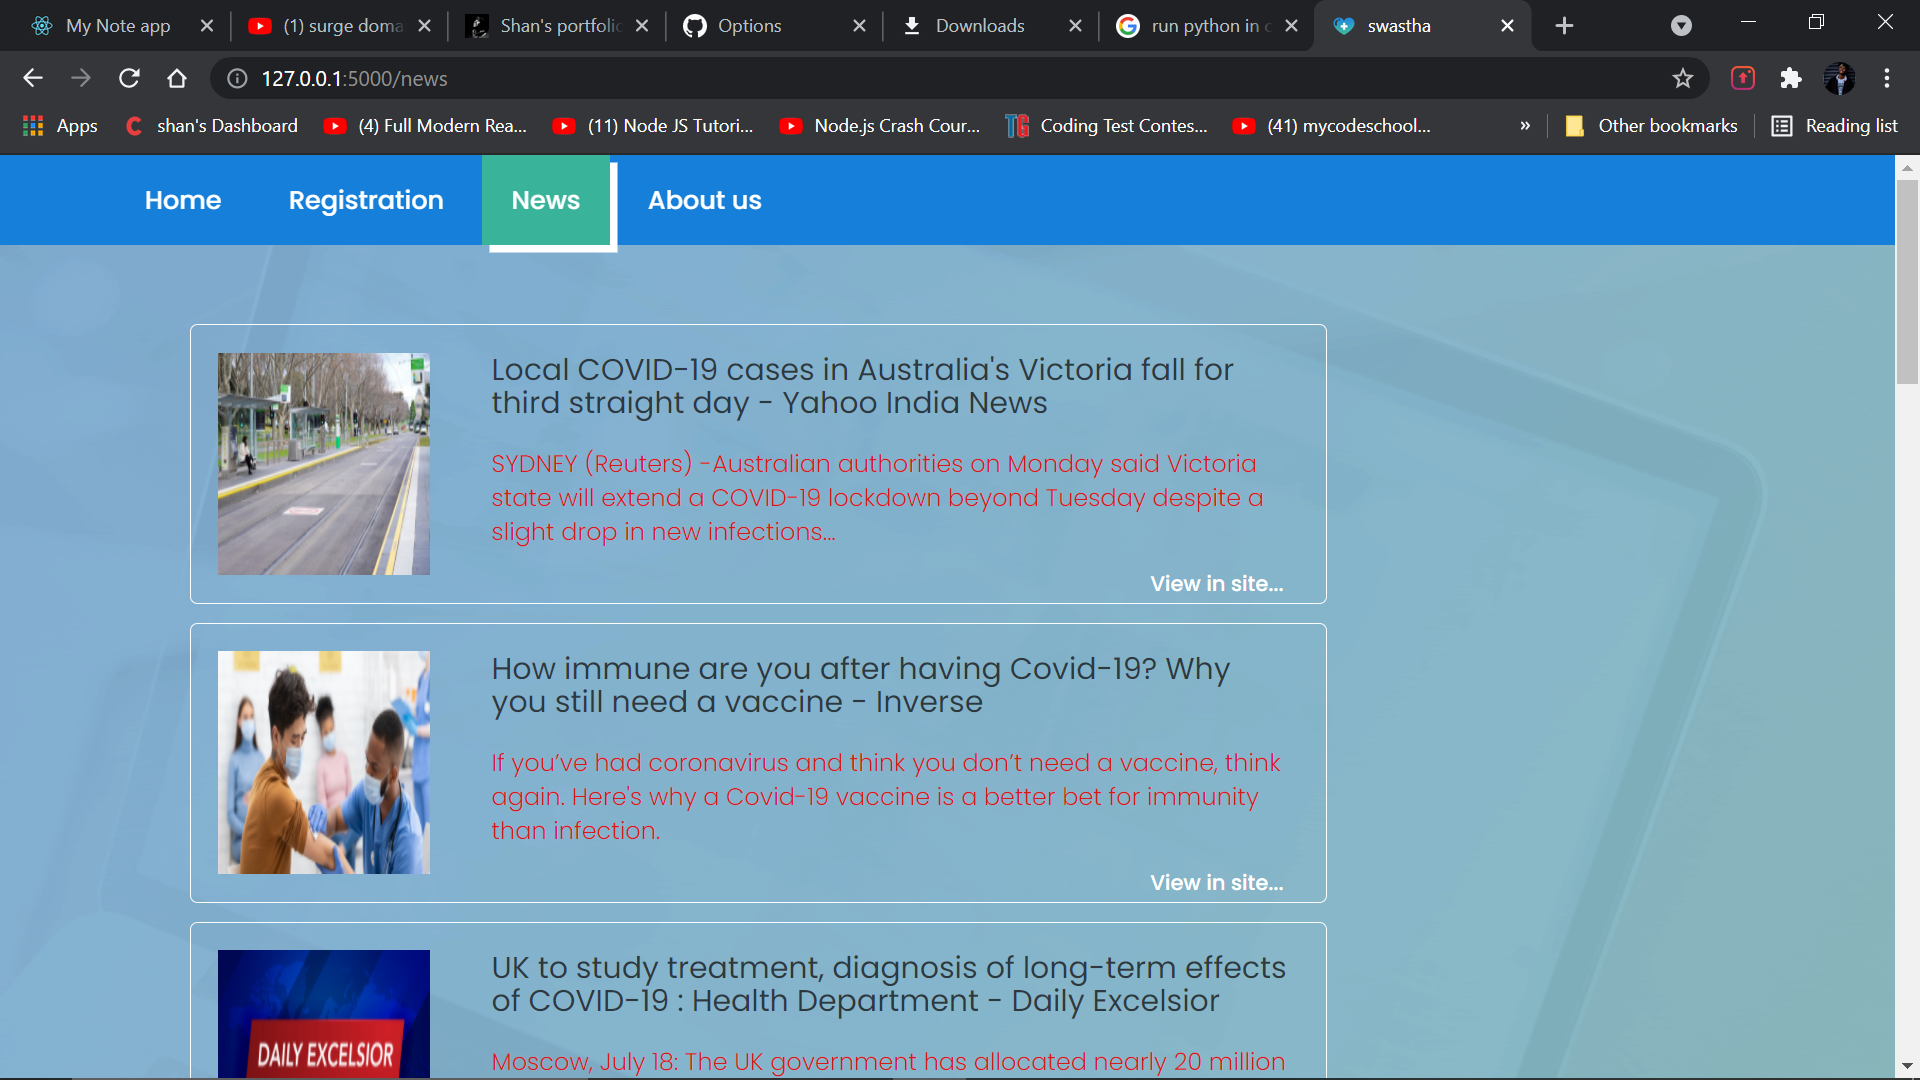 My Note app
(1) surge doma
Shan's portfolio
Options
Downloads
run python in c
swastha
127.0.0.1:5000/news
Apps
shan's Dashboard
(4) Full Modern Rea...
(11) Node JS Tutori...
Node.js Crash Cour...
TG
Coding Test Contes...
(41) mycodeschool...
»
Other bookmarks
Reading list
Home
Registration
News
About us
Local COVID-19 cases in Australia's Victoria fall for
third straight day - Yahoo India News
SYDNEY (Reuters) -Australian authorities on Monday said Victoria
state will extend a COVID-19 lockdown beyond Tuesday despite a
slight drop in new infections...
View in site...
How immune are you after having Covid-19? Why
you still need a vaccine - Inverse
If you’ve had coronavirus and think you don’t need a vaccine, think
again. Here's why a Covid-19 vaccine is a better bet for immunity
than infection.
View in site...
UK to study treatment, diagnosis of long-term effects
of COVID-19 : Health Department - Daily Excelsior
DAILY EXCELSIOR
Moscow, July 18: The UK government has allocated nearly 20 million